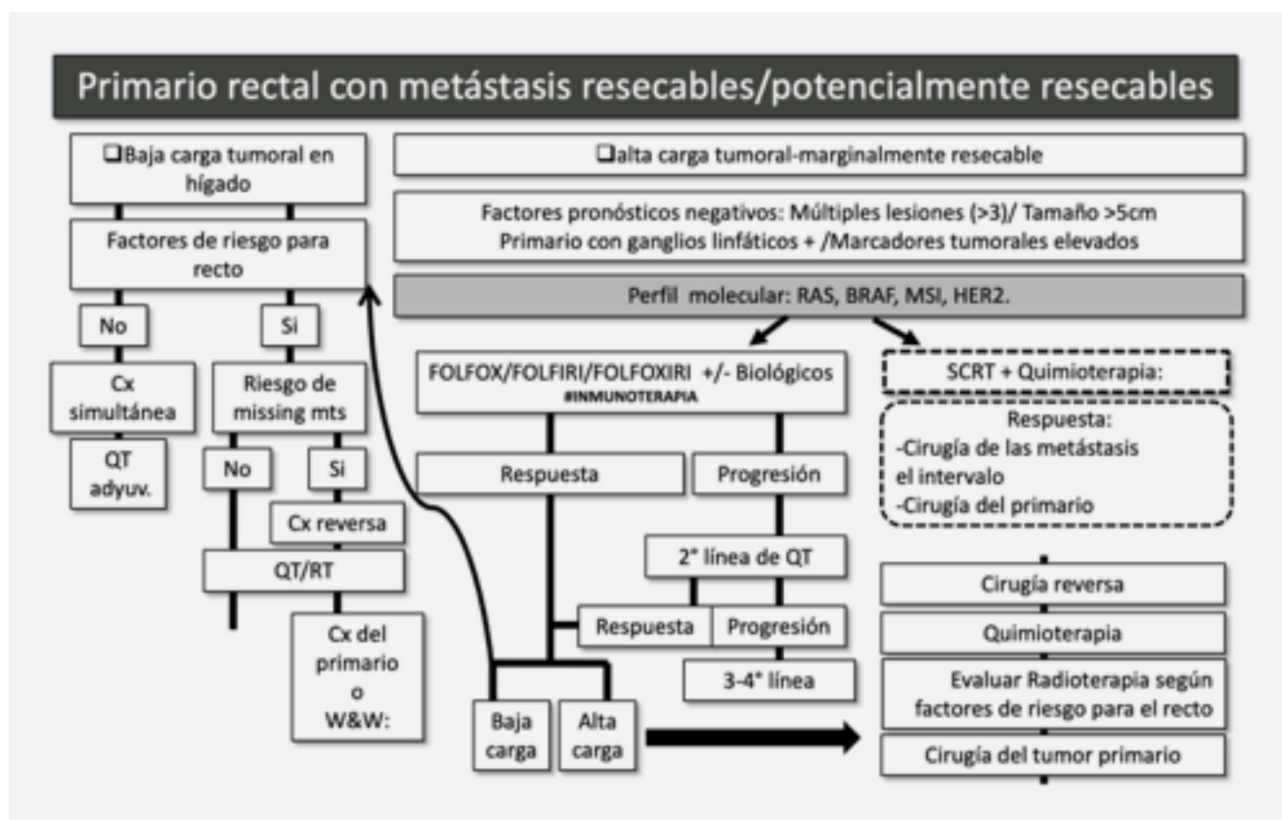 Primario rectal con metástasis resecables/potencialmente resecables
❑Baja carga tumoral en
hígado
Factores de riesgo para
recto
No
Si
Cx
simultánea
QT
adyuv.
Riesgo de
missing mts
No
Si
Cx reversa
QT/RT
Cx del
primario
o
W&W:
❑alta carga tumoral-marginalmente resecable
Factores pronósticos negativos: Múltiples lesiones (>3)/ Tamaño >5cm
Primario con ganglios linfáticos + /Marcadores tumorales elevados
Perfil molecular: RAS, BRAF, MSI, HER2.
FOLFOX/FOLFIRI/FOLFOXIRI +/- Biológicos
#INMUNOTERAPIA
Respuesta
Progresión
2° línea de QT
Respuesta
Progresión
3-4° línea
Baja
carga
Alta
carga
SCRT + Quimioterapia:
Respuesta:
-Cirugía de las metástasis
el intervalo
-Cirugía del primario
Cirugía reversa
Quimioterapia
Evaluar Radioterapia según
factores de riesgo para el recto
Cirugía del tumor primario